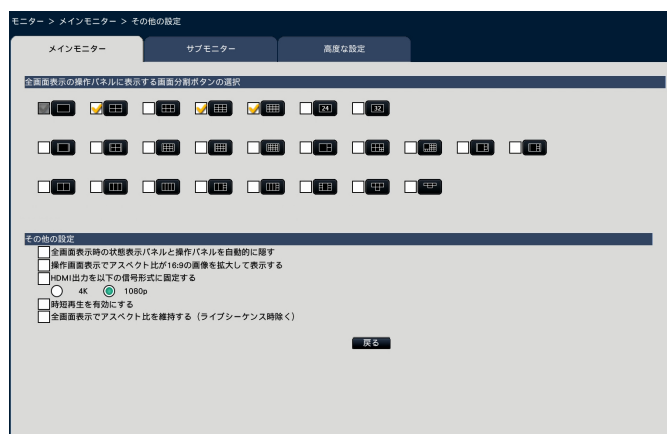 モニター > メインモニター > その他の設定
メインモニター
サブモニター
高度な設定
全画面表示の操作パネルに表示する画面分割ボタンの選択
24
32
その他の設定
全画面表示時の状態表示パネルと操作パネルを自動的に隠す
操作画面表示でアスペクト比が16:9の画像を拡大して表示する
HDMI出力を以下の信号形式に固定する
4K
1080p
時短再生を有効にする
全画面表示でアスペクト比を維持する（ライブシーケンス時除く）
戻る